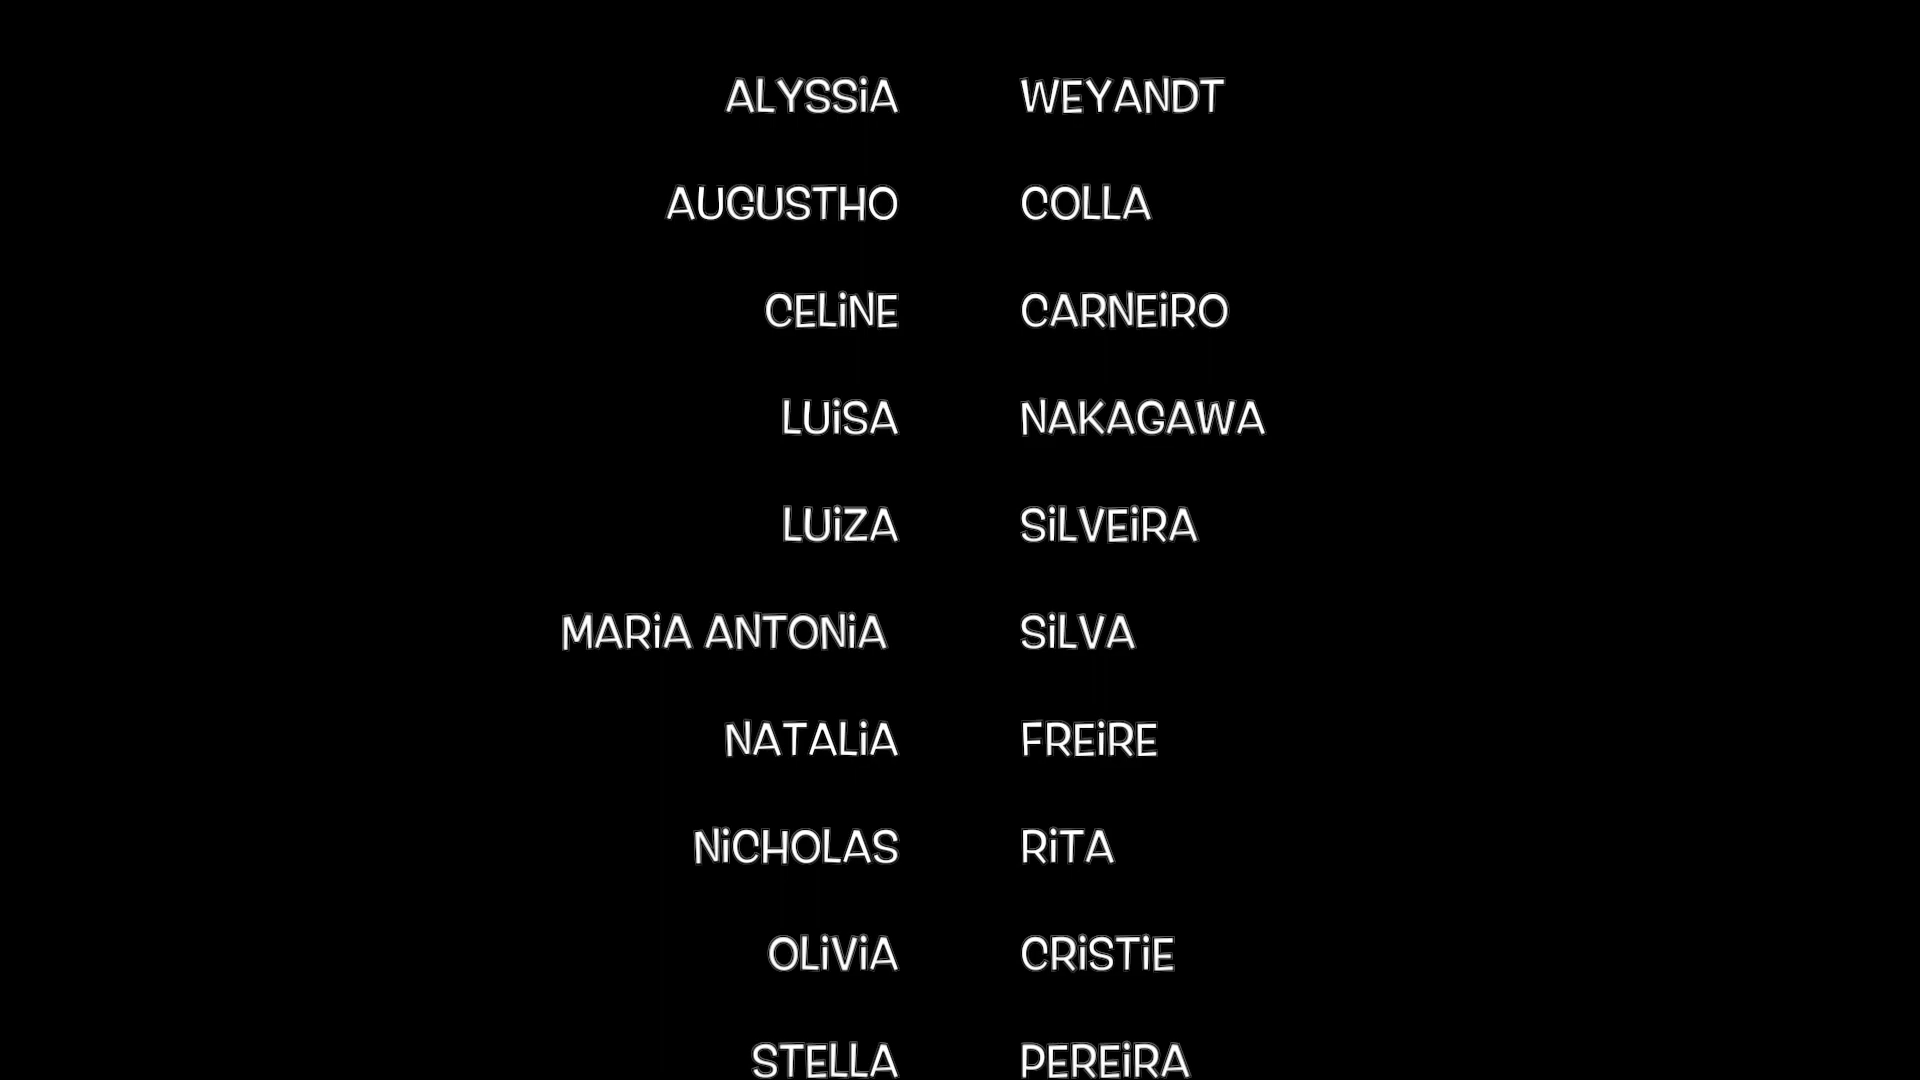 ALYSSiA WEYANDT
AUGUSTHO COLLA
CELiNE CARNEiRO
LUiSA NAKAGAWA
LUiZA SiLVEiRA
MARiA ANTONiA SiLVA
NATALiA FREiRE
NiCHOLAS RiTA
OLiViA CRiSTiE
STELLA PEREiRA